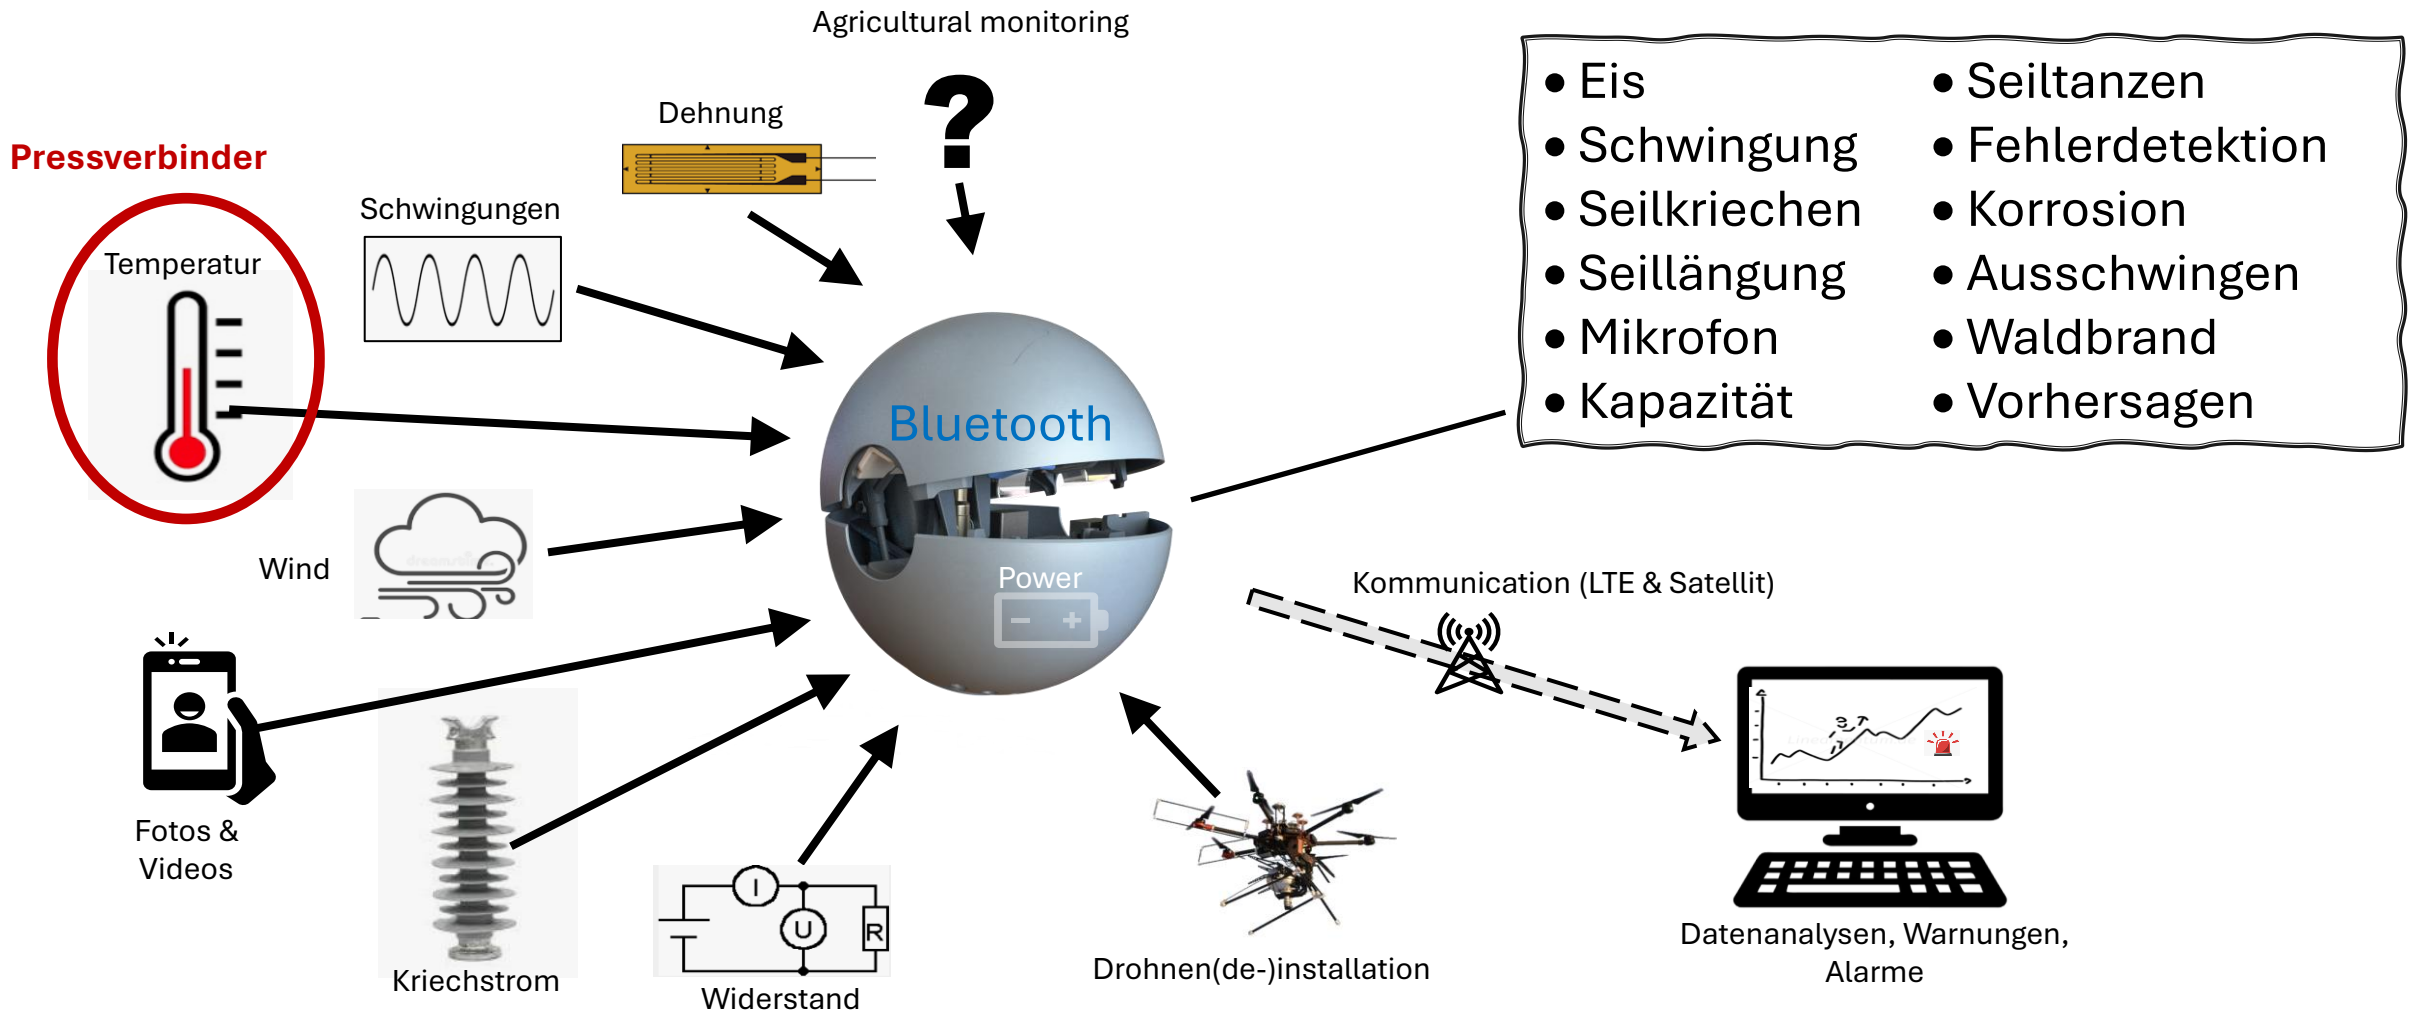 Agricultural monitoring
?
Dehnung
Pressverbinder
Schwingungen
Temperatur
Bluetooth
Power
Wind
Fotos &
Videos
Kriechstrom
I
U
R
Widerstand
Drohnen(de-)installation
• Eis
• Schwingung
• Seilkriechen
• Seillängung
• Mikrofon
• Kapazität
• Seiltanzen
• Fehlerdetektion
• Korrosion
• Ausschwingen
• Waldbrand
• Vorhersagen
Kommunication (LTE & Satellit)
Datenanalysen, Warnungen,
Alarme